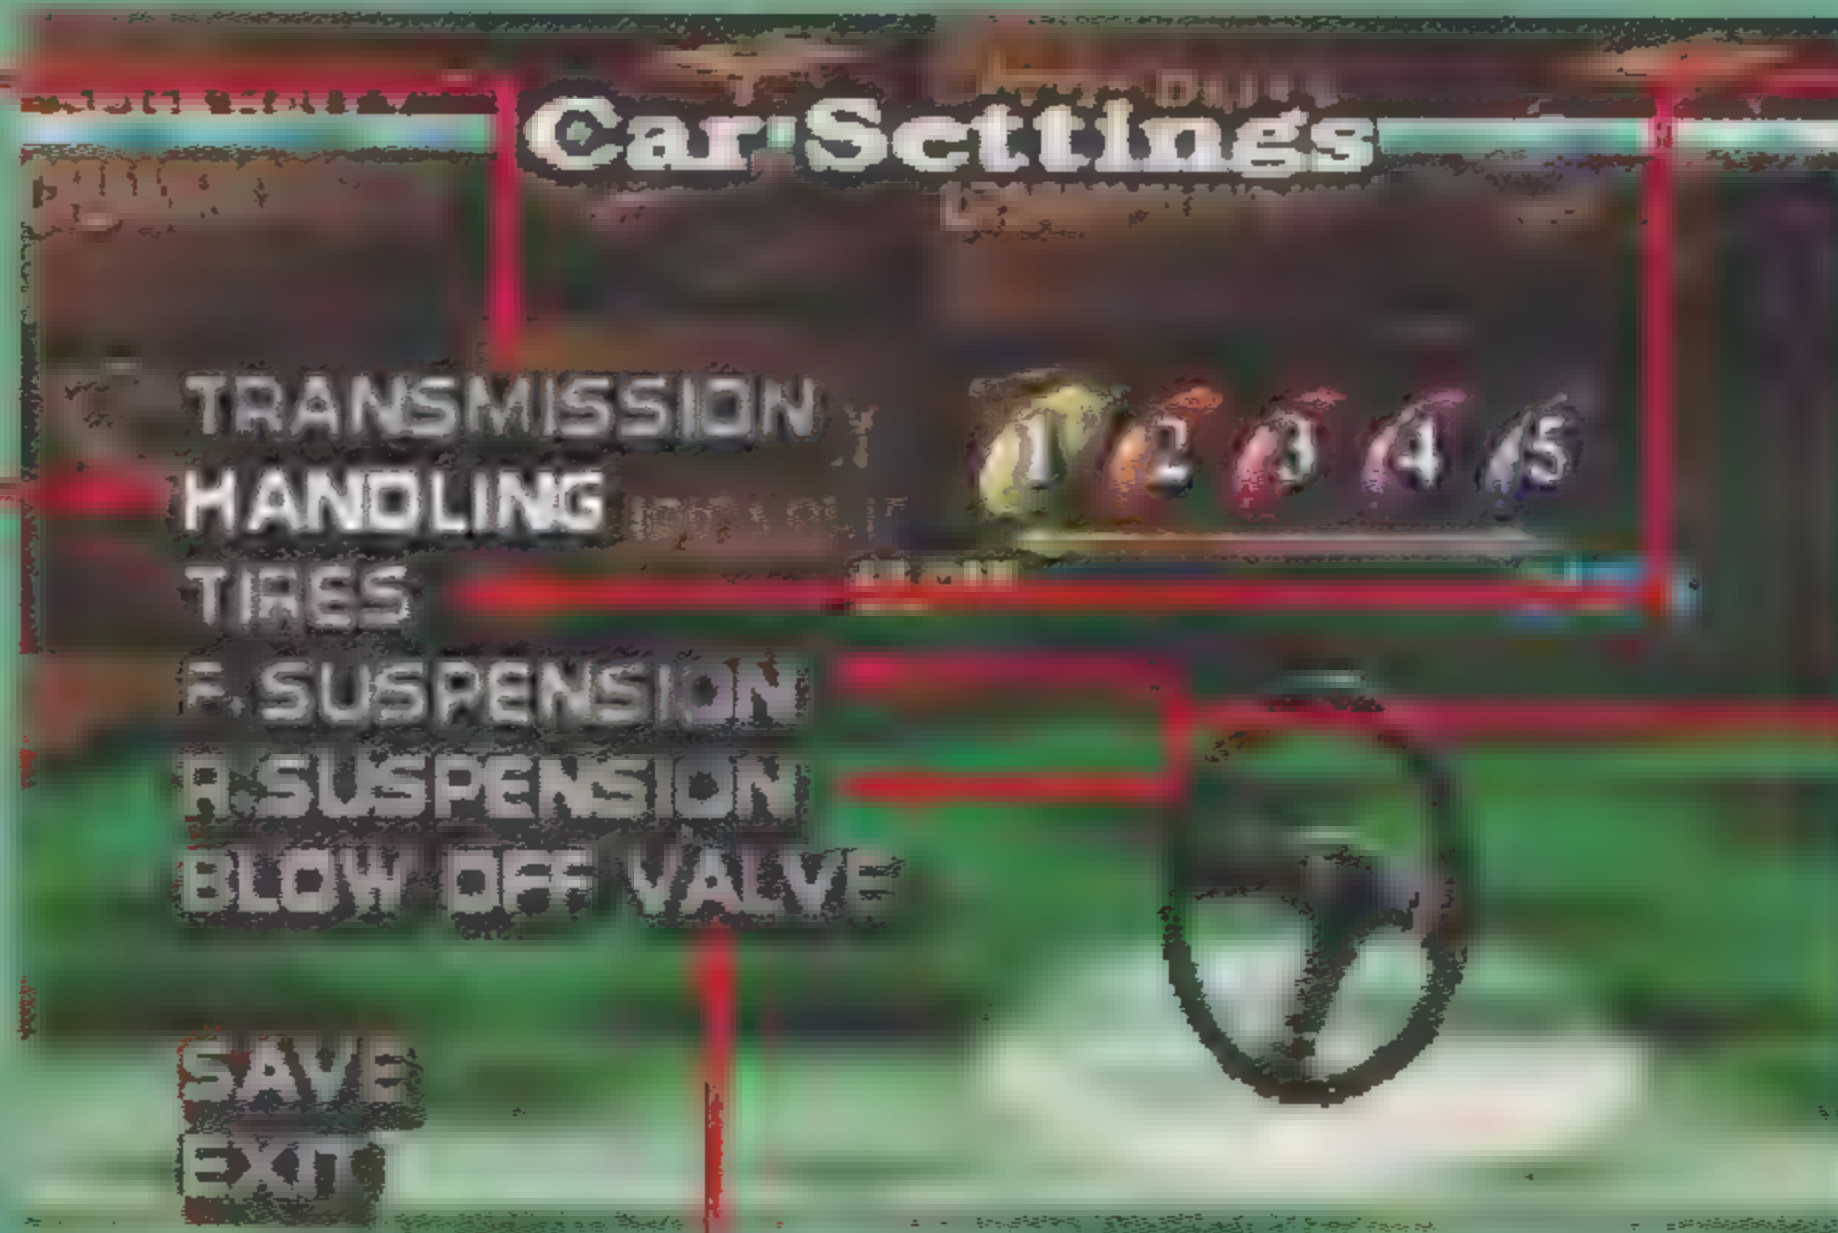 Car Settings
TRANSMISSION
HANDLING
1 2 3 4 5
TIRES
F. SUSPENSION
R. SUSPENSION
BLOW OFF VALVE
SAVE
EXIT